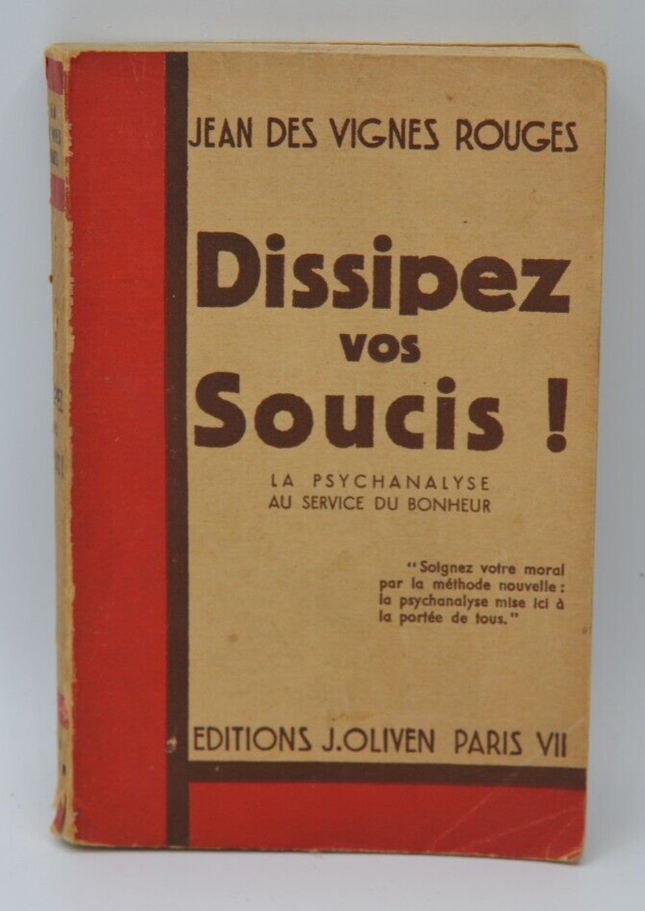 JEAN DES VIGNES ROUGES
Dissipez
vos
Soucis !
LA PSYCHANALYSE
AU SERVICE DU BONHEUR
"Soignez votre moral
par la méthode nouvelle :
la psychanalyse mise ici à
la portée de tous."
EDITIONS J.OLIVEN PARIS VII